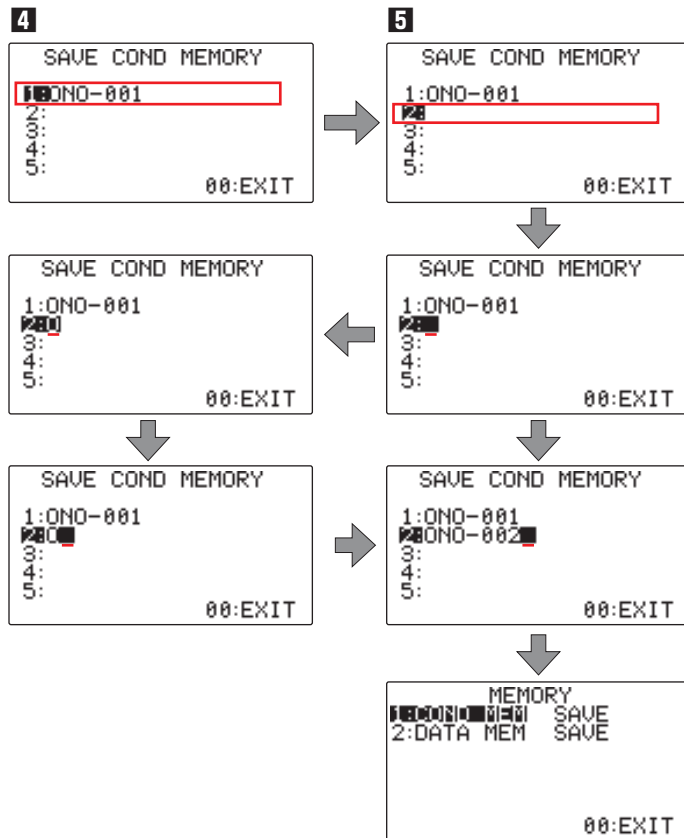 4
SAVE COND MEMORY
1:ONO-001
2:
3:
4:
5:
00:EXIT
5
SAVE COND MEMORY
1:ONO-001
2:
3:
4:
5:
00:EXIT
SAVE COND MEMORY
1:ONO-001
2:O
3:
4:
5:
00:EXIT
SAVE COND MEMORY
1:ONO-001
2:
3:
4:
5:
00:EXIT
SAVE COND MEMORY
1:ONO-001
2:O
3:
4:
5:
00:EXIT
SAVE COND MEMORY
1:ONO-001
2:ONO-002
3:
4:
5:
00:EXIT
MEMORY
1:COND MEM SAVE
2:DATA MEM SAVE
00:EXIT